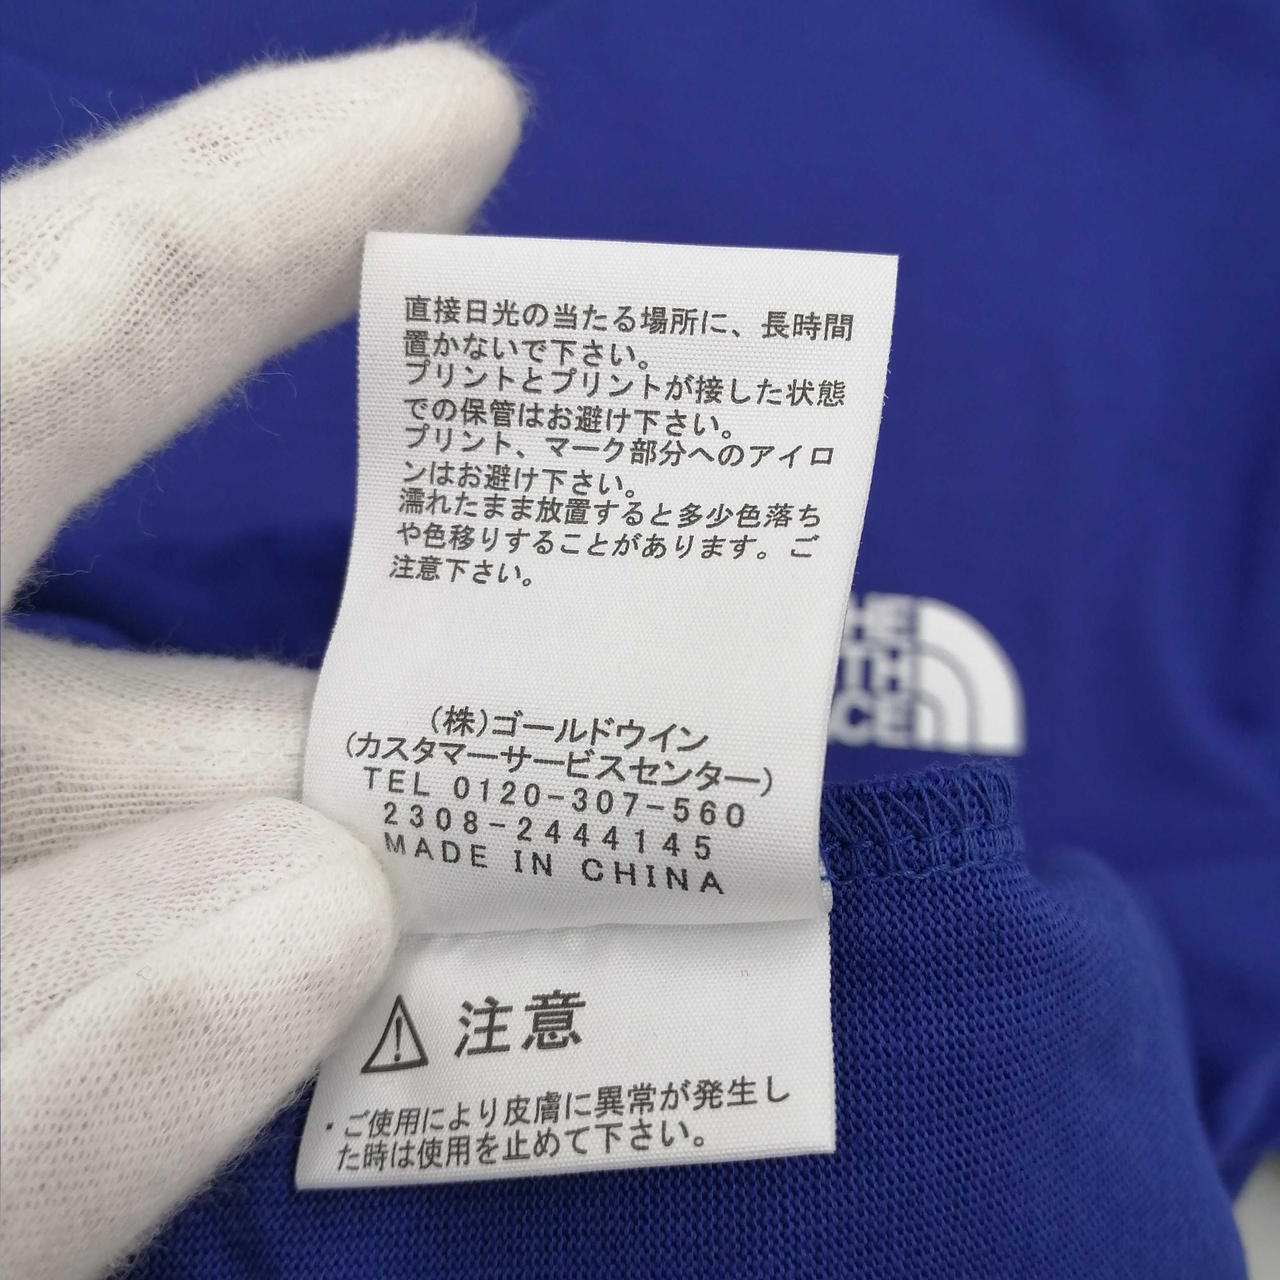 直接日光の当たる場所に、長時間
置かないで下さい。
プリントとプリントが接した状態
での保管はお避け下さい。
プリント、マーク部分へのアイロ
ンはお避け下さい。
濡れたまま放置すると多少色落ち
や色移りすることがあります。ご
注意下さい。
(株)ゴールドウイン
(カスタマーサービスセンター)
TEL 0120-307-560
2308-2444145
MADE IN CHINA
⚠ 注意
・ご使用により皮膚に異常が発生し
た時は使用を止めて下さい。
HE
TH
CE